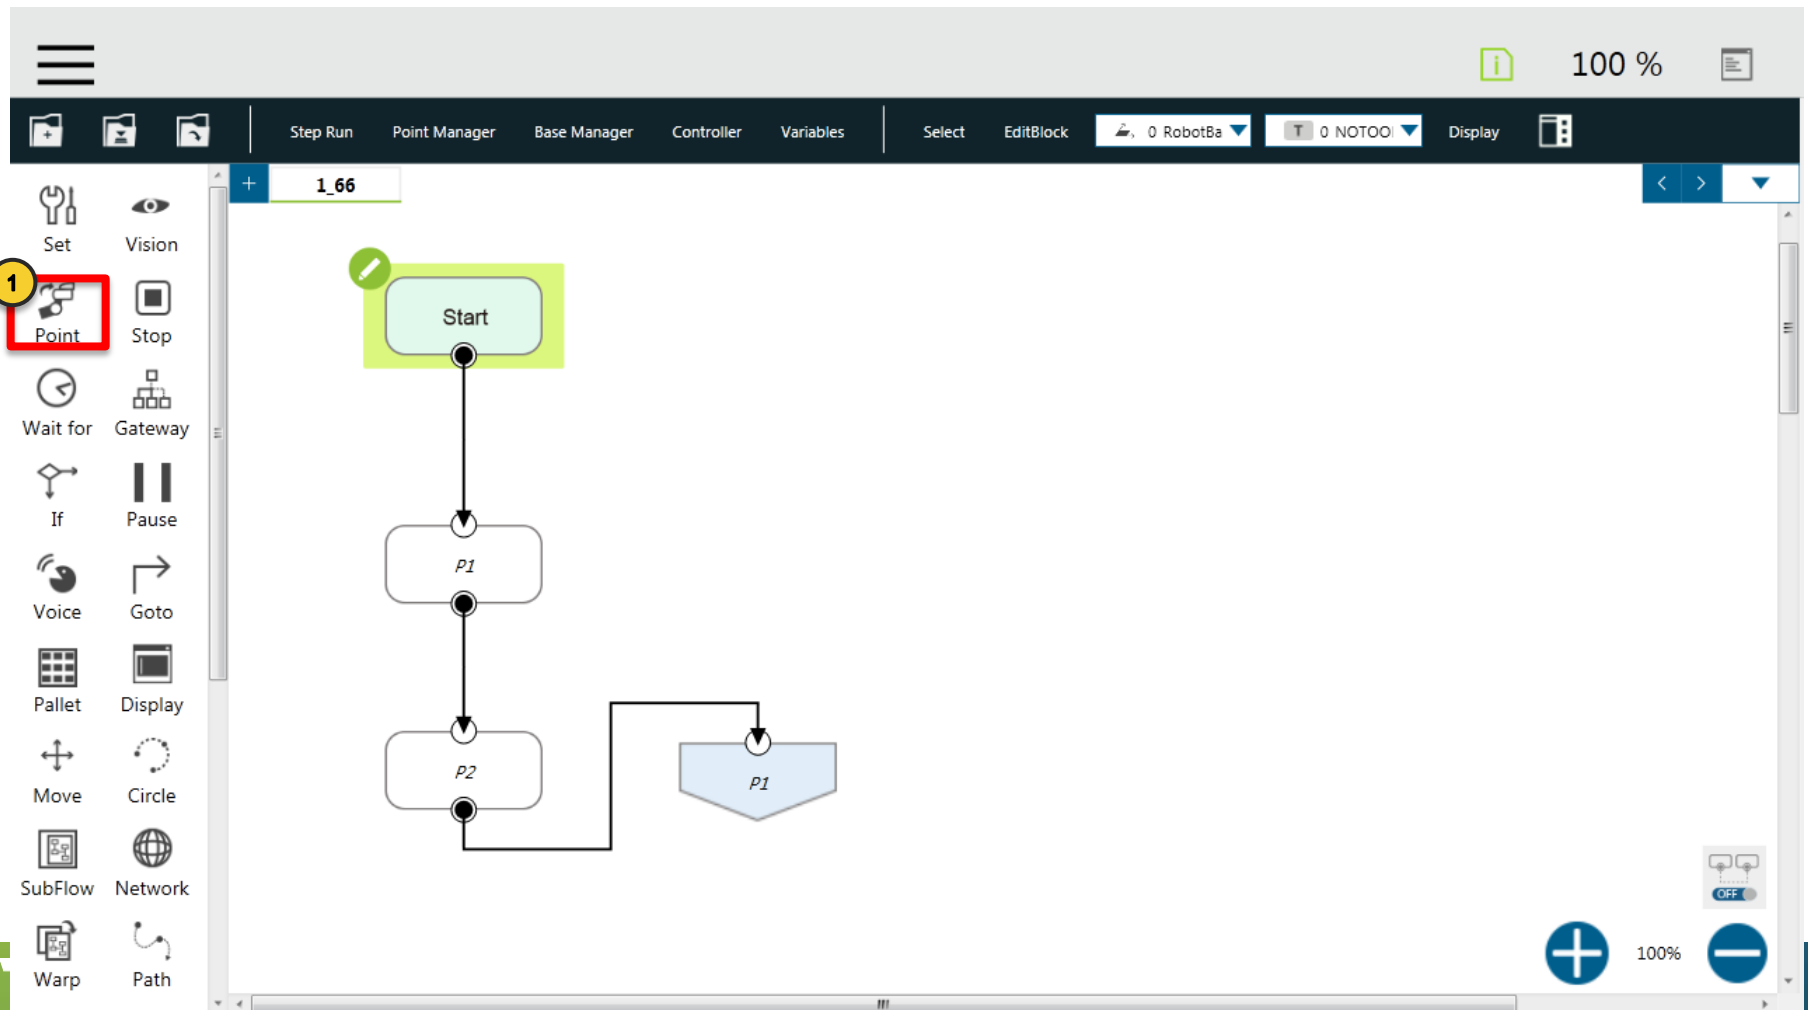 100 %
Step Run Point Manager Base Manager Controller Variables Select EditBlock 0 RobotBa T 0 NOTOO Display
+ 1_66
Set Vision
1
Point Stop
Wait for Gateway
If Pause
Voice Goto
Pallet Display
Move Circle
SubFlow Network
Warp Path
Start
P1
P2
P1
OFF
100%